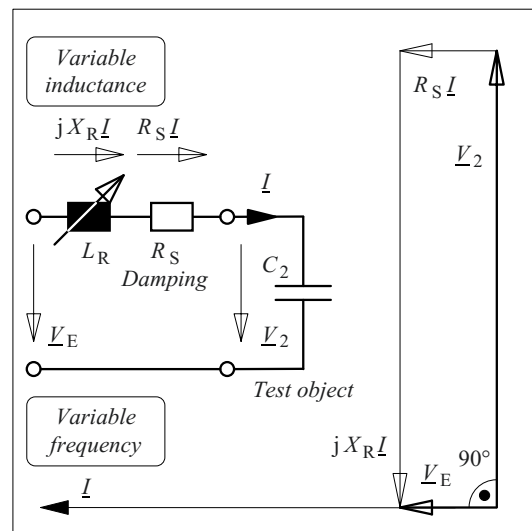 Variable
inductance
j X_R I R_S I
I
L_R R_S
Damping
C_2
V_E V_2
Test object
Variable
frequency
I
R_S I
V_2
j X_R I
V_E 90°